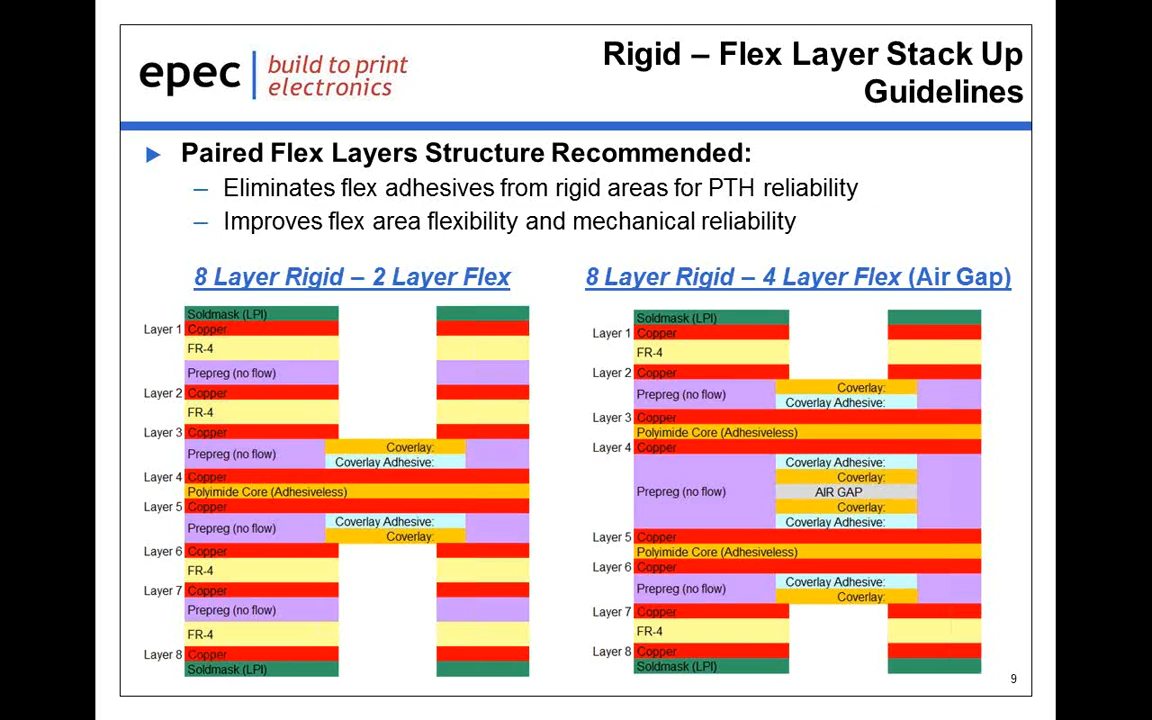 epec
build to print
electronics
Rigid – Flex Layer Stack Up
Guidelines
Paired Flex Layers Structure Recommended:
– Eliminates flex adhesives from rigid areas for PTH reliability
– Improves flex area flexibility and mechanical reliability
8 Layer Rigid – 2 Layer Flex
Soldmask (LPI)
Layer 1 Copper
FR-4
Prepreg (no flow)
Layer 2 Copper
FR-4
Layer 3 Copper
Coverlay:
Prepreg (no flow)
Coverlay Adhesive:
Layer 4 Copper
Polyimide Core (Adhesiveless)
Layer 5 Copper
Coverlay Adhesive:
Prepreg (no flow)
Coverlay:
Layer 6 Copper
FR-4
Layer 7 Copper
Prepreg (no flow)
FR-4
Layer 8 Copper
Soldmask (LPI)
8 Layer Rigid – 4 Layer Flex (Air Gap)
Soldmask (LPI)
Layer 1 Copper
FR-4
Layer 2 Copper
Coverlay:
Prepreg (no flow)
Coverlay Adhesive:
Layer 3 Copper
Polyimide Core (Adhesiveless)
Layer 4 Copper
Coverlay Adhesive:
Coverlay:
Prepreg (no flow) AIR GAP
Coverlay:
Coverlay Adhesive:
Layer 5 Copper
Polyimide Core (Adhesiveless)
Layer 6 Copper
Coverlay Adhesive:
Prepreg (no flow)
Coverlay:
Layer 7 Copper
FR-4
Layer 8 Copper
Soldmask (LPI)
9